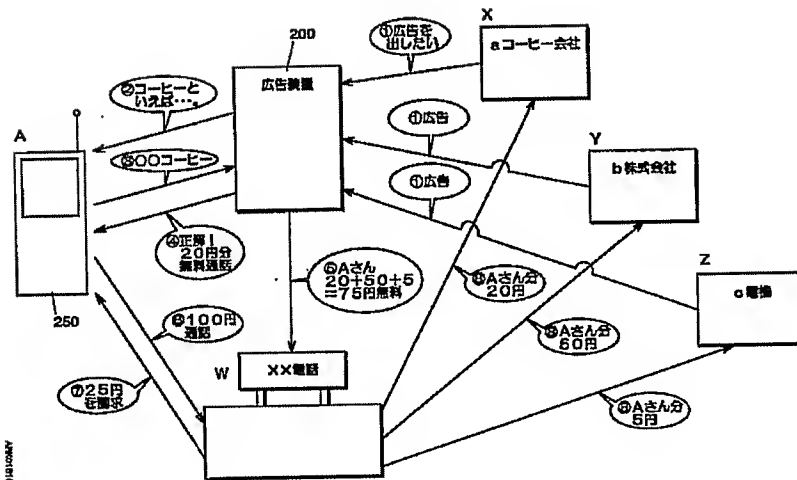 X
200
①広告を
出したい
aコーヒー会社
広告装置
②コーヒーと
いえば…。
A
①広告
Y
b株式会社
③○○コーヒー
①広告
④正解!
20円分
無料通話
⑤Aさん
20+50+5
=75円無料
⑧Aさん分
20円
Z
c電機
250
⑥100円
通話
⑧Aさん分
50円
W
××電話
⑦25円
を請求
⑧Aさん分
5円